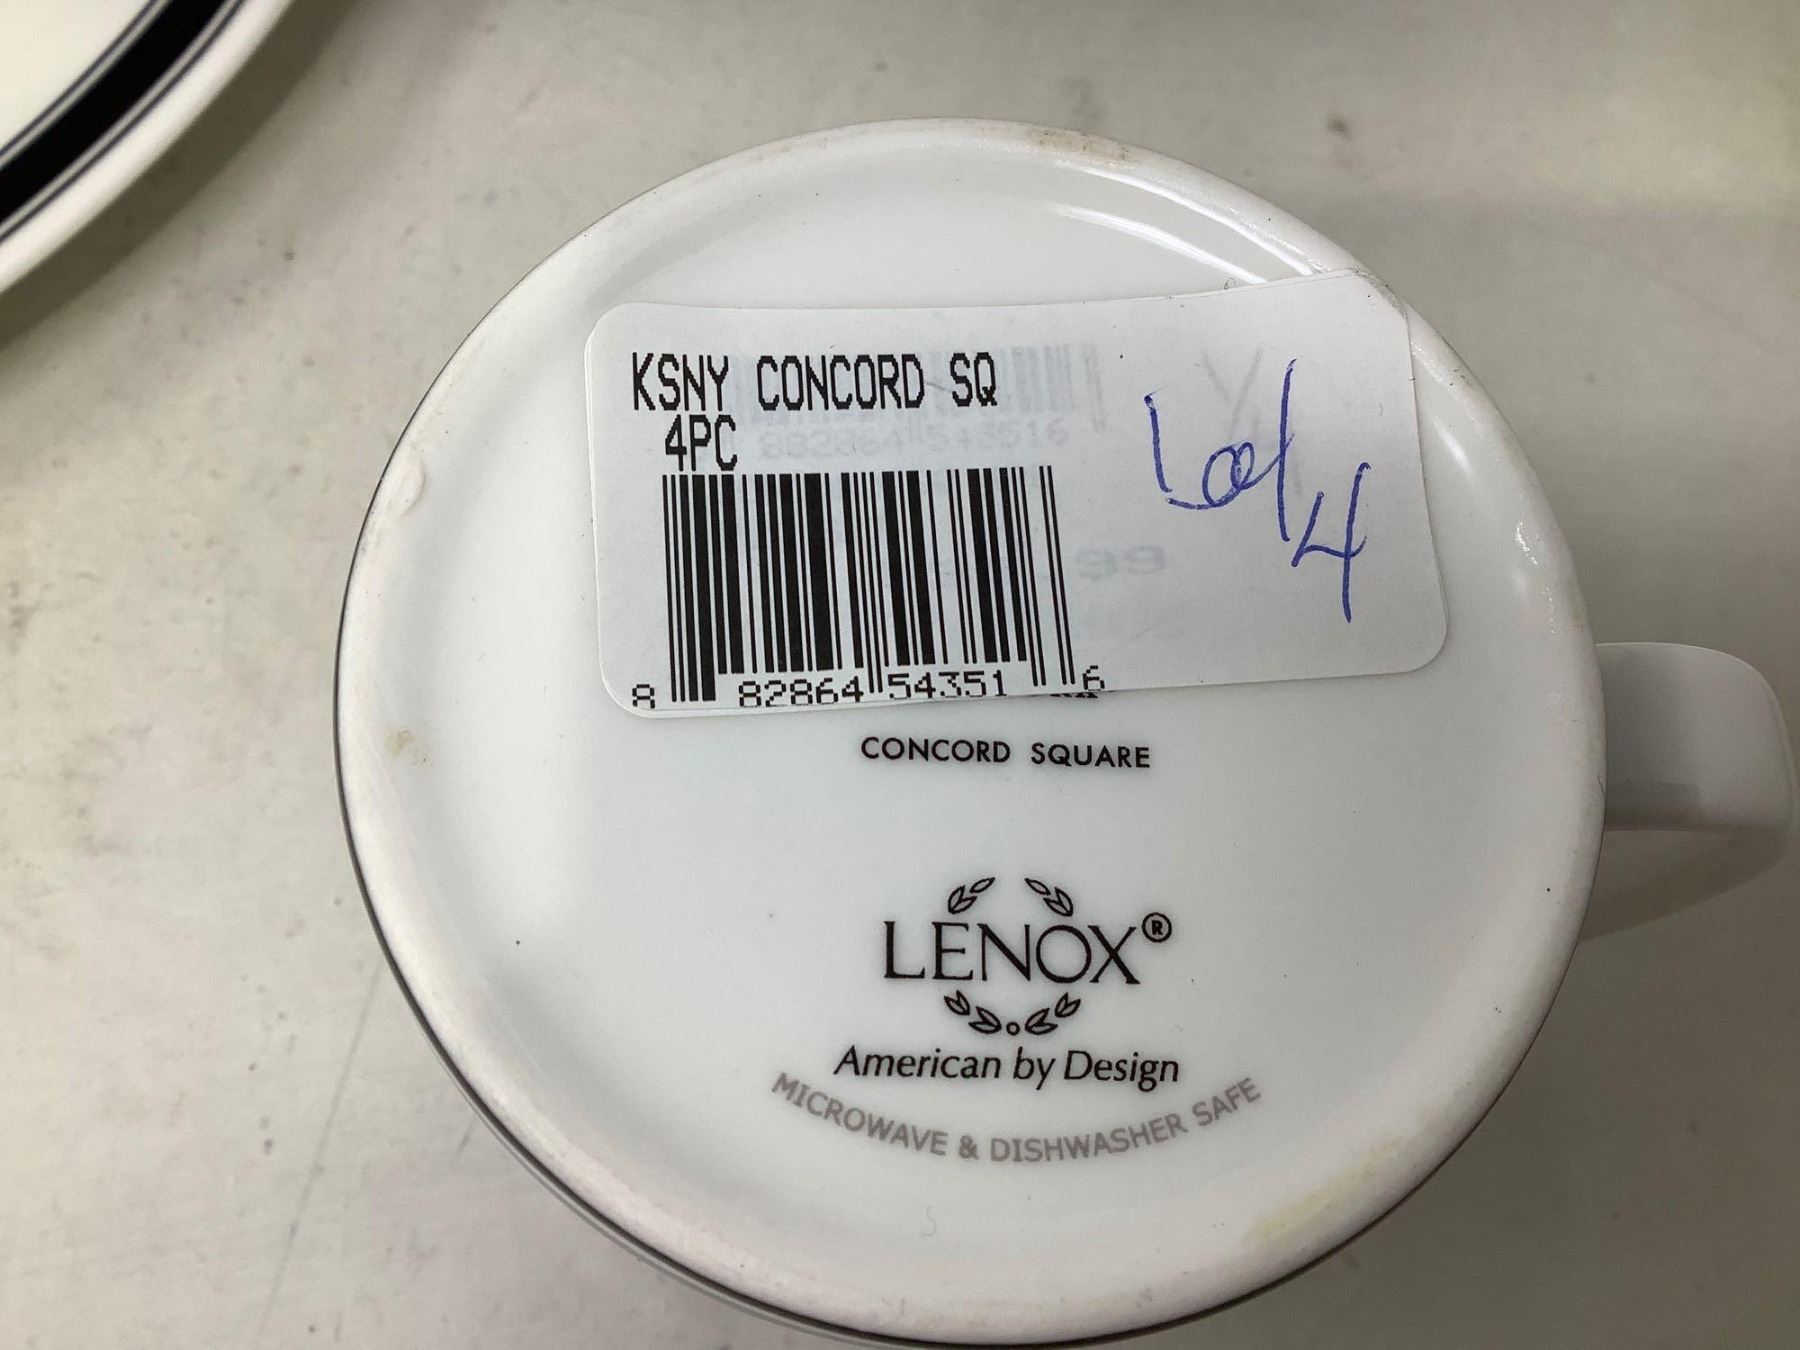 KSNY CONCORD SQ
4PC
8 82864 54351 6
CONCORD SQUARE
LENOX®
American by Design
MICROWAVE & DISHWASHER SAFE